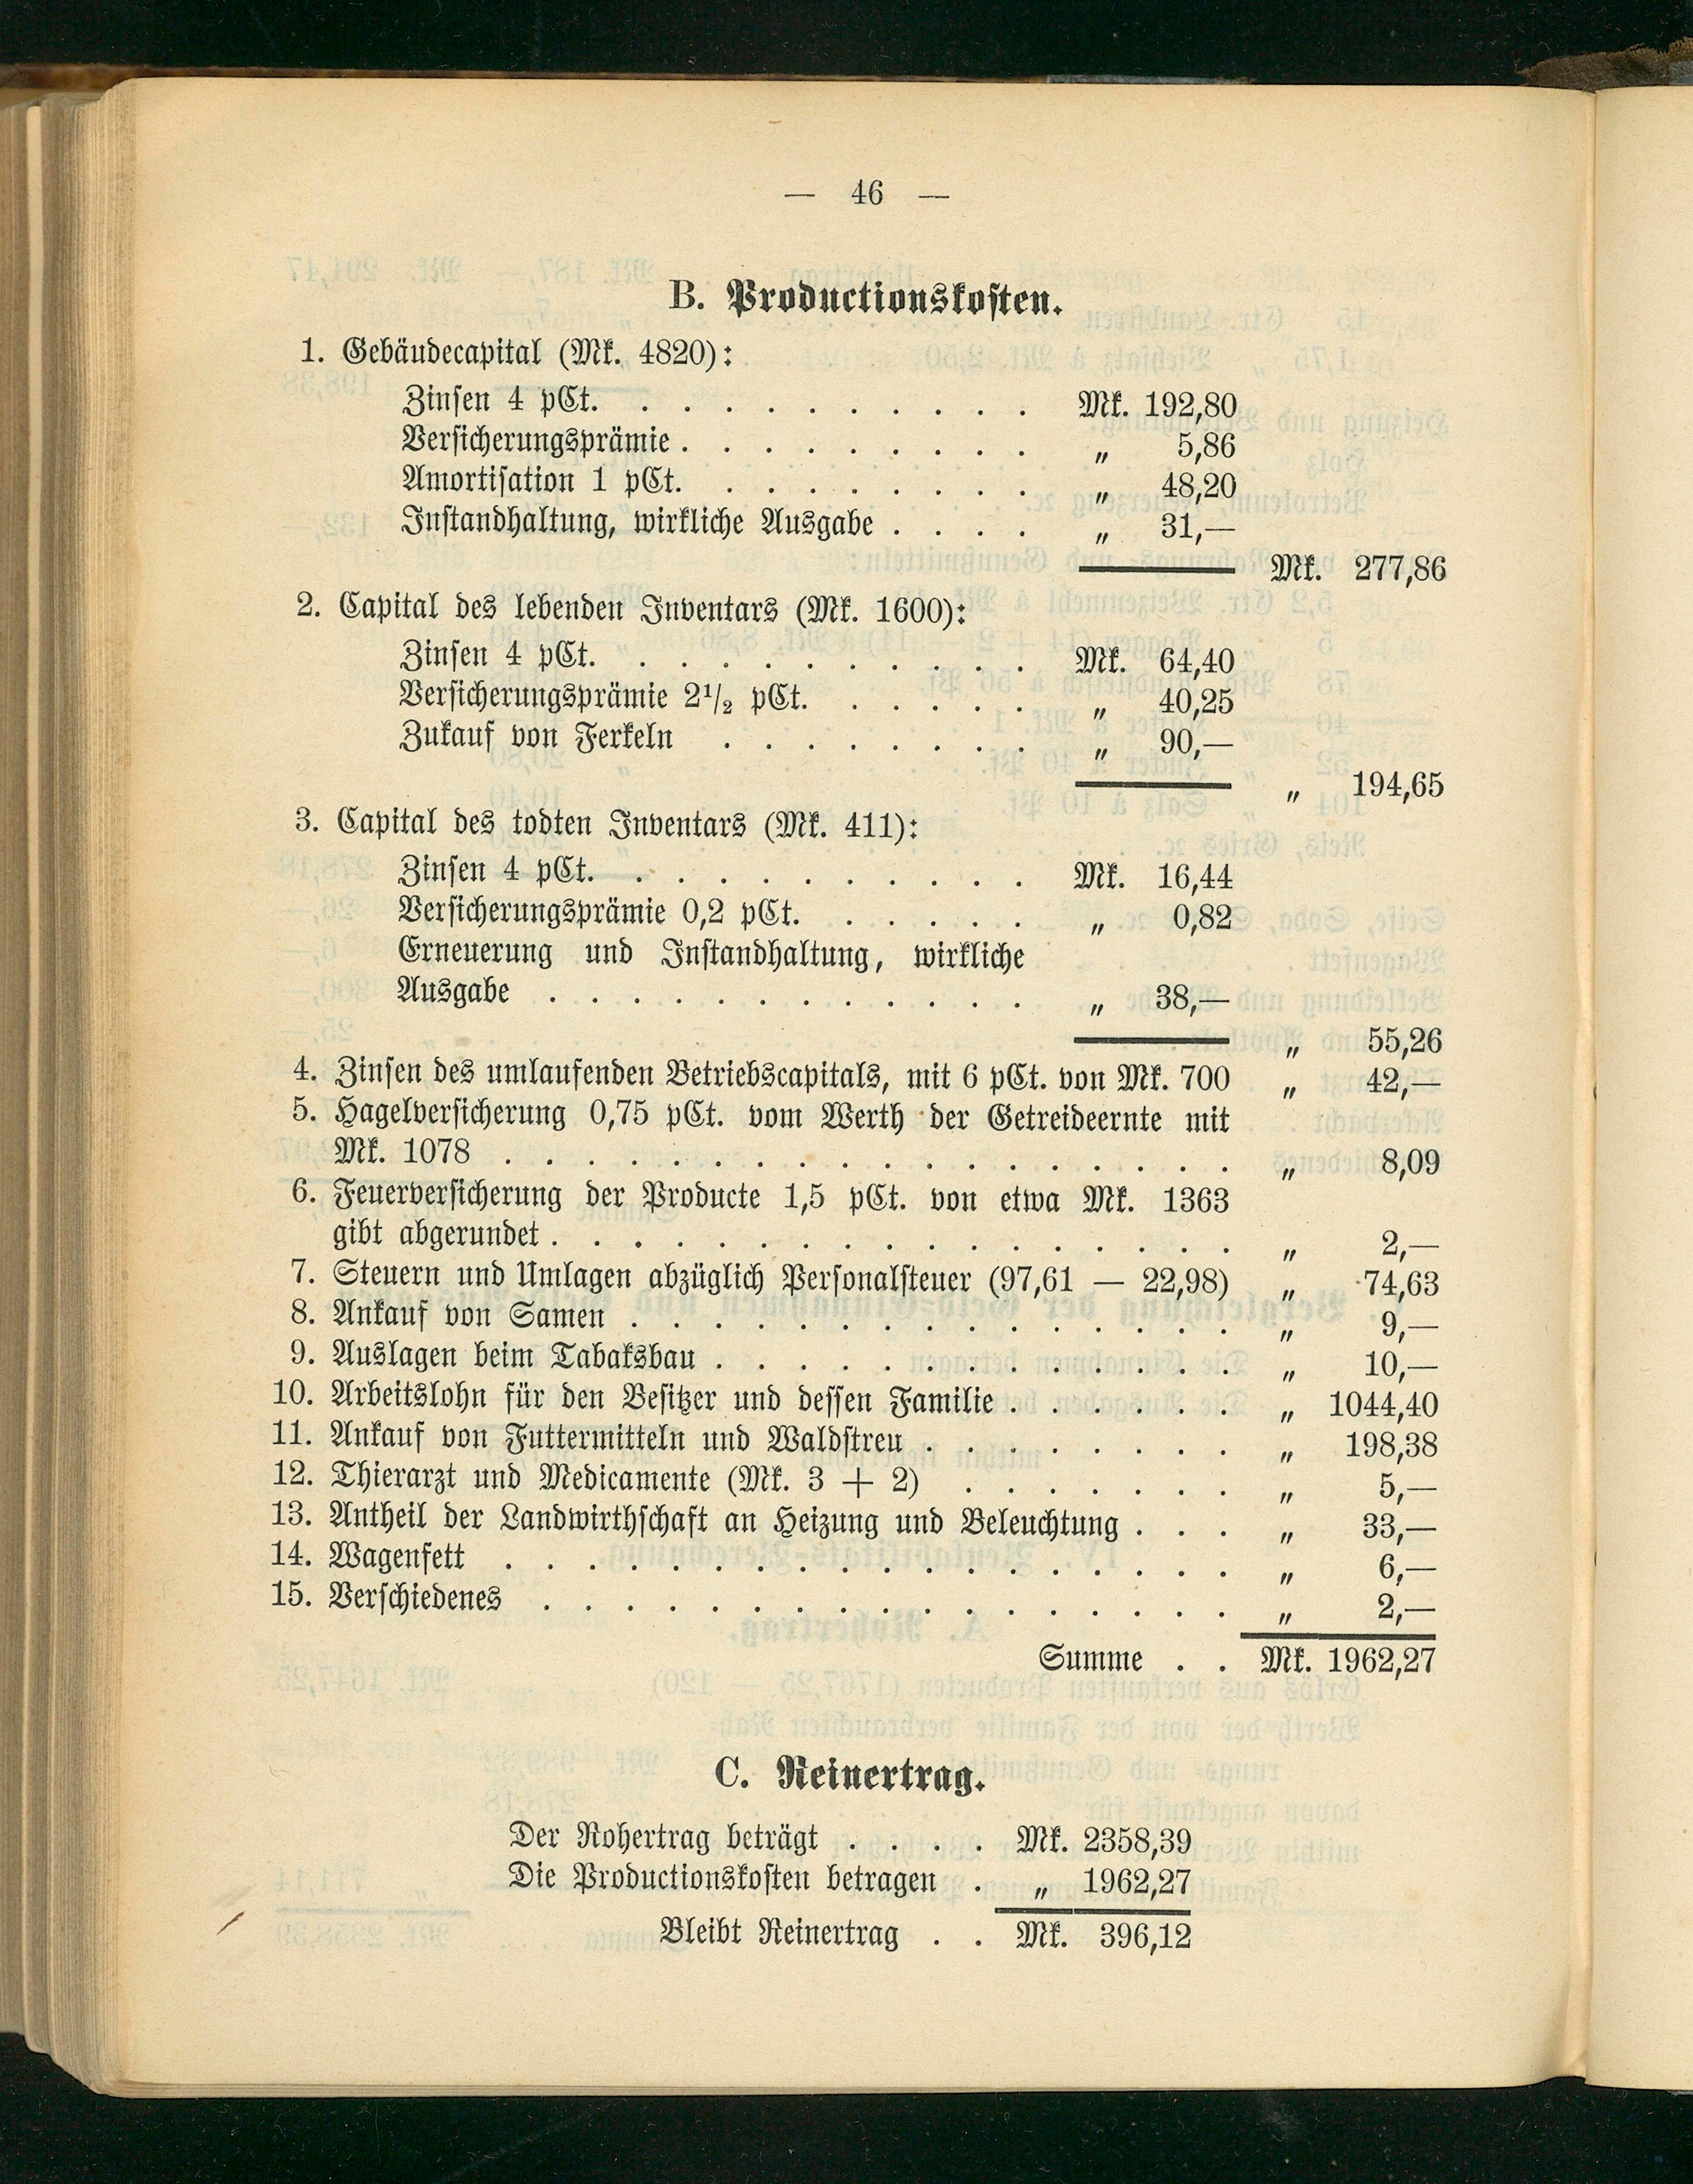 — 46 —
B. Productionskosten.
1. Gebäudecapital (Mk. 4820):
Zinsen 4 pCt. . . . . . . . . . . . Mk. 192,80
Versicherungsprämie . . . . . . . . . „ 5,86
Amortisation 1 pCt. . . . . . . . . „ 48,20
Instandhaltung, wirkliche Ausgabe . . . . „ 31,—
Mk. 277,86
2. Capital des lebenden Inventars (Mk. 1600):
Zinsen 4 pCt. . . . . . . . . . . . Mk. 64,40
Versicherungsprämie 2½ pCt. . . . . . „ 40,25
Zukauf von Ferkeln . . . . . . . . „ 90,—
„ 194,65
3. Capital des todten Inventars (Mk. 411):
Zinsen 4 pCt. . . . . . . . . . . . Mk. 16,44
Versicherungsprämie 0,2 pCt. . . . . . „ 0,82
Erneuerung und Instandhaltung, wirkliche
Ausgabe . . . . . . . . . . . . „ 38,—
„ 55,26
4. Zinsen des umlaufenden Betriebscapitals, mit 6 pCt. von Mk. 700 „ 42,—
5. Hagelversicherung 0,75 pCt. vom Werth der Getreideernte mit
Mk. 1078 . . . . . . . . . . . . . . . . . . „ 8,09
6. Feuerversicherung der Producte 1,5 pCt. von etwa Mk. 1363
gibt abgerundet . . . . . . . . . . . . . . . . . „ 2,—
7. Steuern und Umlagen abzüglich Personalsteuer (97,61 — 22,98) „ 74,63
8. Ankauf von Samen . . . . . . . . . . . . . . . „ 9,—
9. Auslagen beim Tabaksbau . . . . . . . . . . . . . „ 10,—
10. Arbeitslohn für den Besitzer und dessen Familie . . . . . . „ 1044,40
11. Ankauf von Futtermitteln und Waldstreu . . . . . . . . „ 198,38
12. Thierarzt und Medicamente (Mk. 3 + 2) . . . . . . . „ 5,—
13. Antheil der Landwirthschaft an Heizung und Beleuchtung . . . „ 33,—
14. Wagenfett . . . . . . . . . . . . . . . . . . „ 6,—
15. Verschiedenes . . . . . . . . . . . . . . . . . „ 2,—
Summe . . Mk. 1962,27
C. Reinertrag.
Der Rohertrag beträgt . . . . Mk. 2358,39
Die Productionskosten betragen . „ 1962,27
Bleibt Reinertrag . . Mk. 396,12